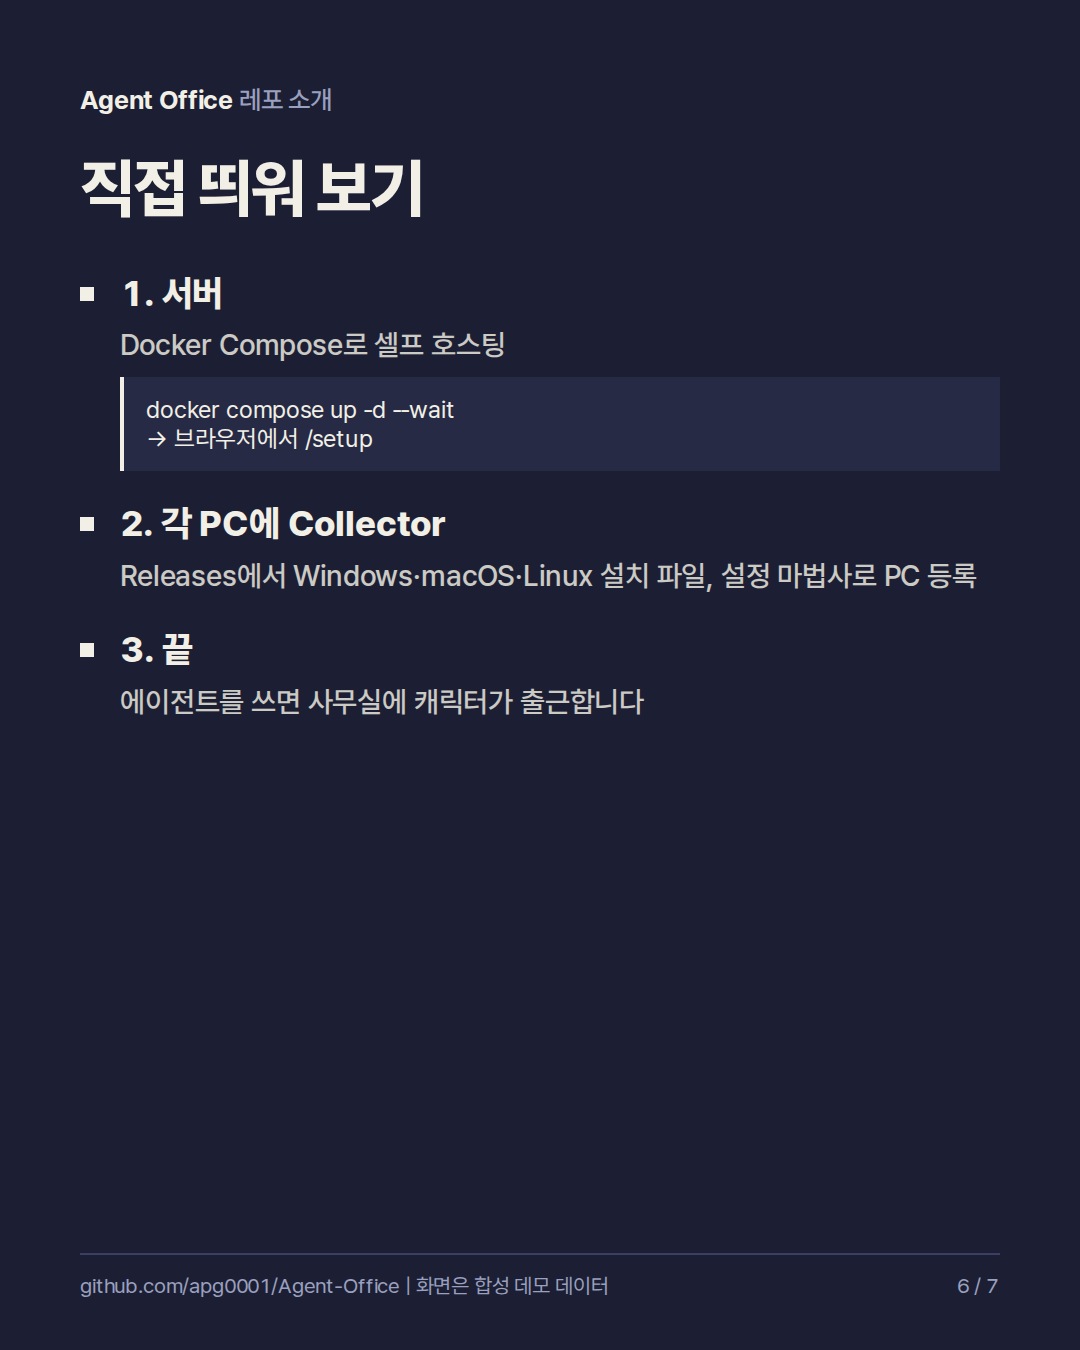 Agent Office 레포 소개
직접 띄워 보기
1. 서버
Docker Compose로 셀프 호스팅
docker compose up -d --wait
→ 브라우저에서 /setup
2. 각 PC에 Collector
Releases에서 Windows·macOS·Linux 설치 파일, 설정 마법사로 PC 등록
3. 끝
에이전트를 쓰면 사무실에 캐릭터가 출근합니다
github.com/apg0001/Agent-Office | 화면은 합성 데모 데이터
6 / 7